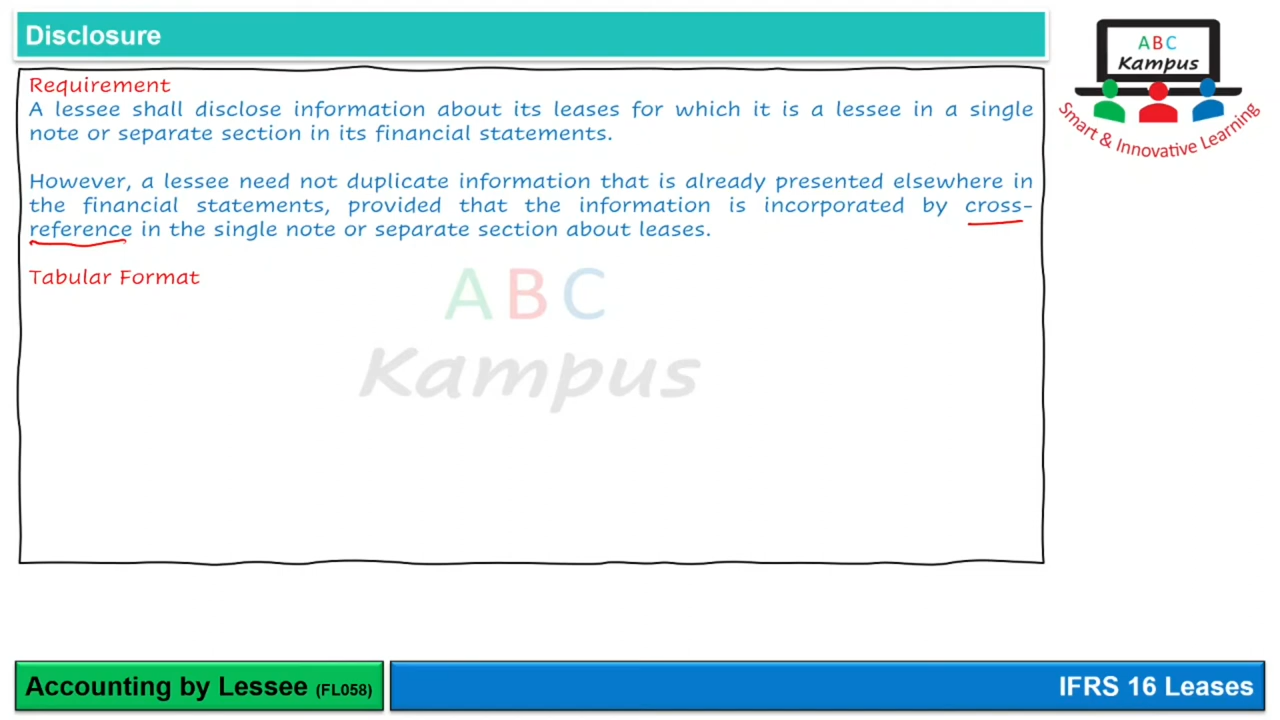 Disclosure
ABC
Kampus
Smart & Innovative Learning
Requirement
A lessee shall disclose information about its leases for which it is a lessee in a single
note or separate section in its financial statements.
However, a lessee need not duplicate information that is already presented elsewhere in
the financial statements, provided that the information is incorporated by cross-
reference in the single note or separate section about leases.
Tabular Format
ABC
Kampus
Accounting by Lessee (FL058)
IFRS 16 Leases